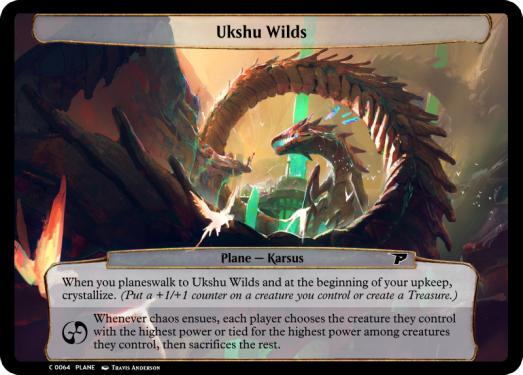 Ukshu Wilds
Plane — Karsus
When you planeswalk to Ukshu Wilds and at the beginning of your upkeep,
crystallize. (Put a +1/+1 counter on a creature you control or create a Treasure.)
Whenever chaos ensues, each player chooses the creature they control
with the highest power or tied for the highest power among creatures
they control, then sacrifices the rest.
C 0064 PLANE Travis Anderson